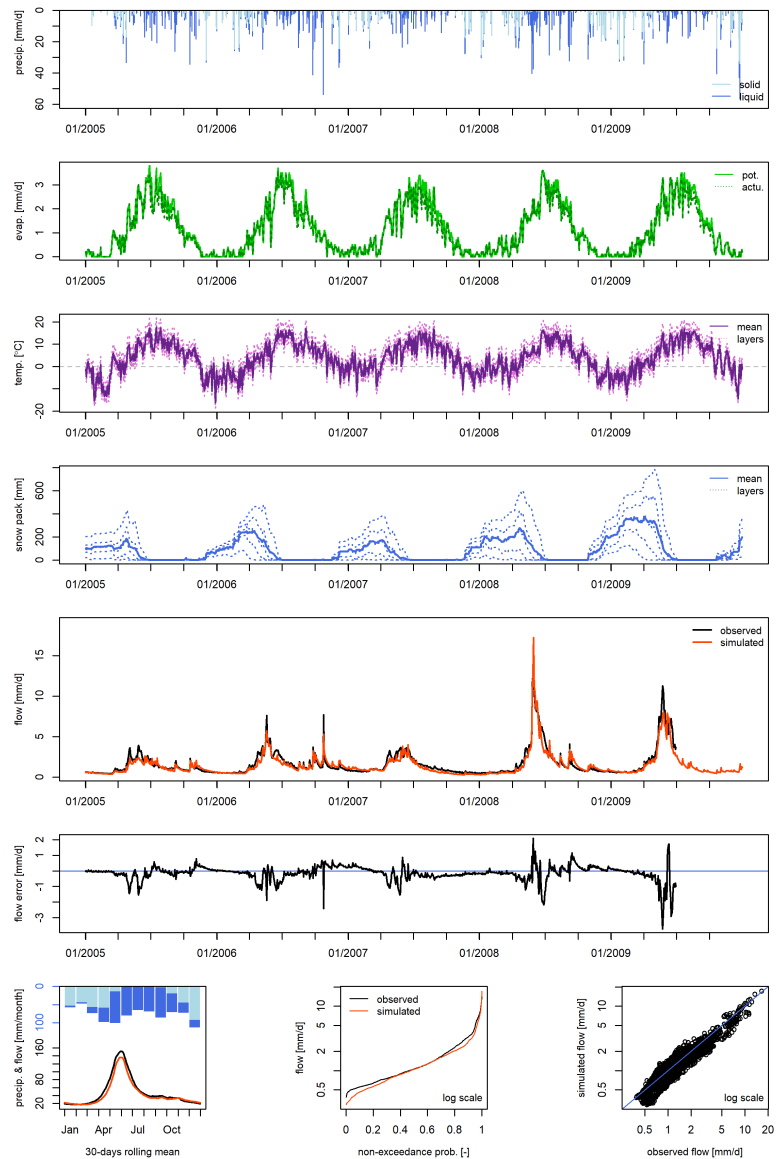 precip. [mm/d]
0
20
40
60
solid
liquid
01/2005 01/2006 01/2007 01/2008 01/2009
evap. [mm/d]
3
2
1
0
pot.
actu.
01/2005 01/2006 01/2007 01/2008 01/2009
temp. [°C]
20
10
0
-20
mean
layers
01/2005 01/2006 01/2007 01/2008 01/2009
snow pack [mm]
600
200
0
mean
layers
01/2005 01/2006 01/2007 01/2008 01/2009
flow [mm/d]
15
10
5
0
observed
simulated
01/2005 01/2006 01/2007 01/2008 01/2009
flow error [mm/d]
2
1
-1
-3
01/2005 01/2006 01/2007 01/2008 01/2009
precip. & flow [mm/month]
0
100
160
120
80
20
Jan Apr Jul Oct
30-days rolling mean
flow [mm/d]
10
5
2
0.5
observed
simulated
log scale
0 0.2 0.4 0.6 0.8 1
non-exceedance prob. [-]
simulated flow [mm/d]
10
5
2
0.5
log scale
0.5 1 2 5 10 20
observed flow [mm/d]